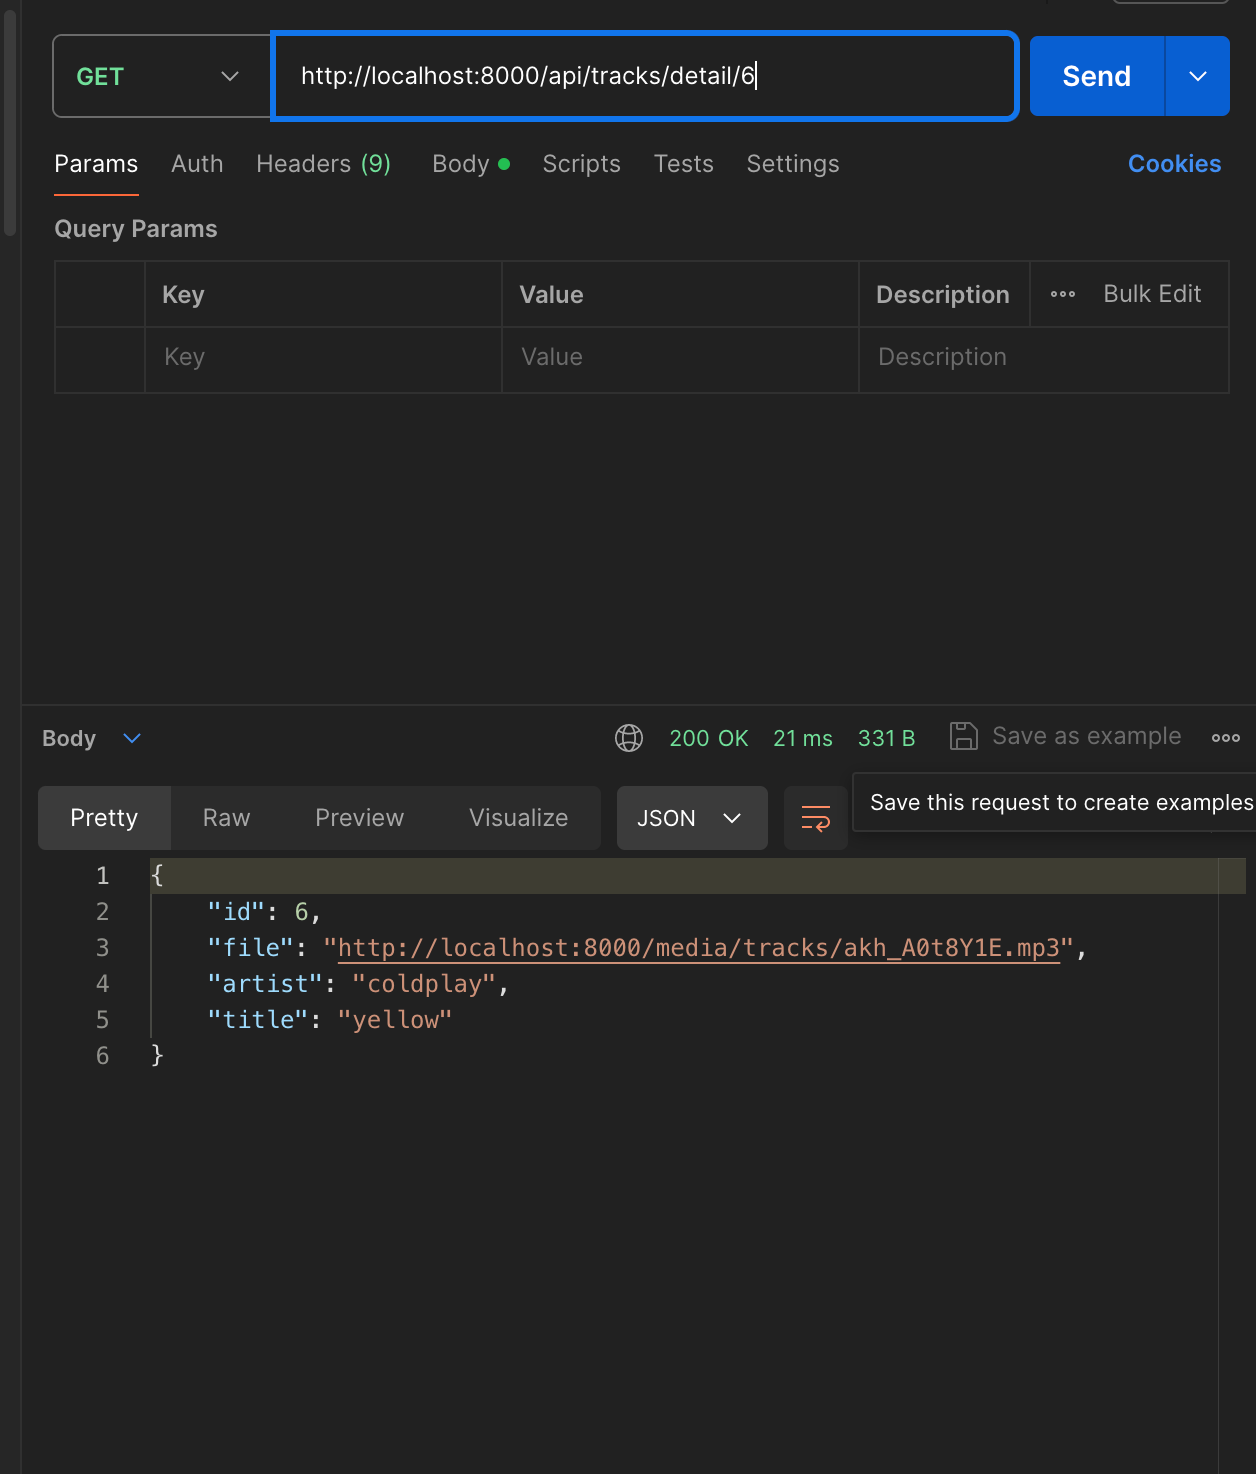 GET http://localhost:8000/api/tracks/detail/6 Send
Params Auth Headers (9) Body Scripts Tests Settings Cookies
Query Params
Key Value Description Bulk Edit
Key Value Description
Body 200 OK 21 ms 331 B Save as example
Pretty Raw Preview Visualize JSON Save this request to create examples
1 {
2 "id": 6,
3 "file": "http://localhost:8000/media/tracks/akh_A0t8Y1E.mp3",
4 "artist": "coldplay",
5 "title": "yellow"
6 }